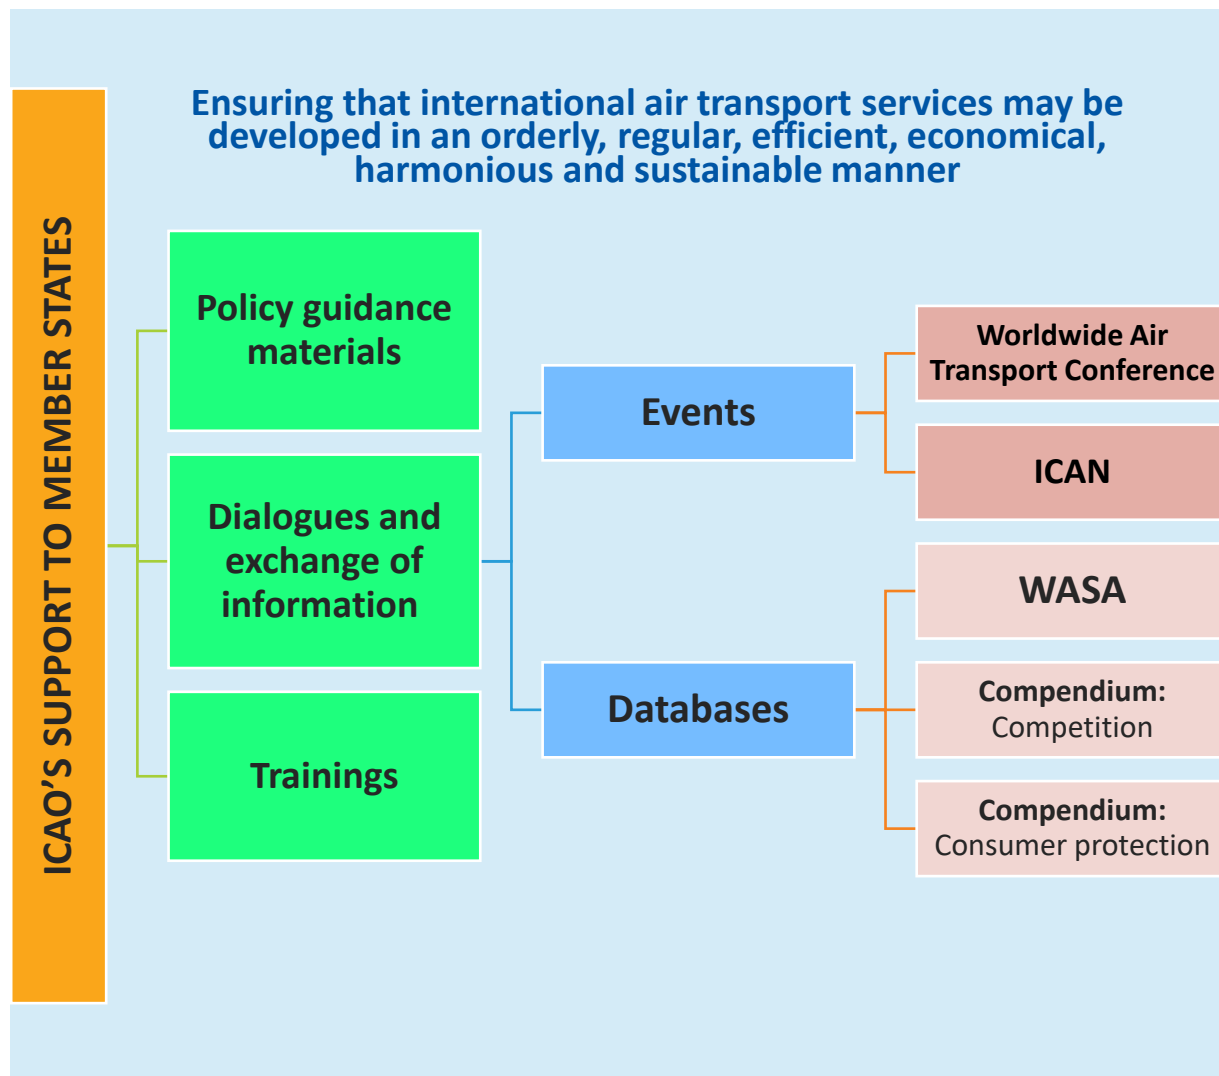 Ensuring that international air transport services may be
developed in an orderly, regular, efficient, economical,
harmonious and sustainable manner
ICAO’S SUPPORT TO MEMBER STATES
Policy guidance
materials
Dialogues and
exchange of
information
Trainings
Events
Databases
Worldwide Air
Transport Conference
ICAN
WASA
Compendium:
Competition
Compendium:
Consumer protection